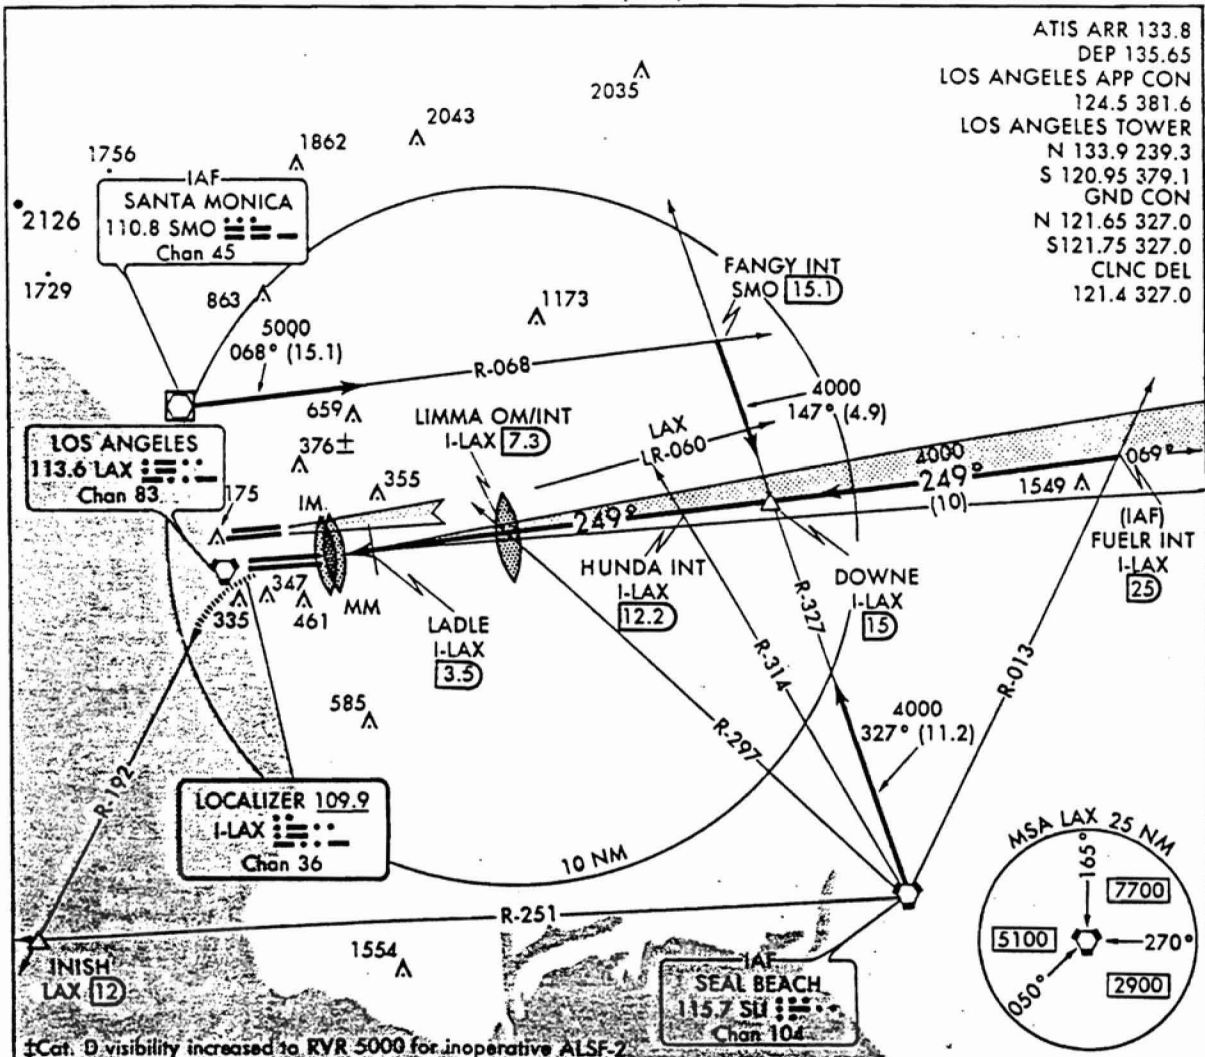 ATIS ARR 133.8
DEP 135.65
LOS ANGELES APP CON
124.5 381.6
LOS ANGELES TOWER
N 133.9 239.3
S 120.95 379.1
GND CON
N 121.65 327.0
S121.75 327.0
CLNC DEL
121.4 327.0
2035
2043
1862
1756
2126
1729
IAF
SANTA MONICA
110.8 SMO
Chan 45
863
1173
FANGY INT
SMO 15.1
5000
068° (15.1)
R-068
4000
147° (4.9)
659
376±
LIMMA OM/INT
I-LAX 7.3
LAX
LR-060
LOS ANGELES
113.6 LAX
Chan 83
175
355
IM
MM
249°
4000
249°
(10)
069°
1549
(IAF)
FUELR INT
I-LAX
25
HUNDA INT
I-LAX
12.2
DOWNE
I-LAX
15
LADLE
I-LAX
3.5
335
347
461
585
R-327
R-314
R-297
R-013
4000
327° (11.2)
R-192
LOCALIZER 109.9
I-LAX
Chan 36
10 NM
R-251
1554
INISH
LAX 12
IAF
SEAL BEACH
115.7 SLI
Chan 104
MSA LAX 25 NM
165°
7700
5100
270°
050°
2900
‡Cat. D visibility increased to RVR 5000 for inoperative ALSF-2